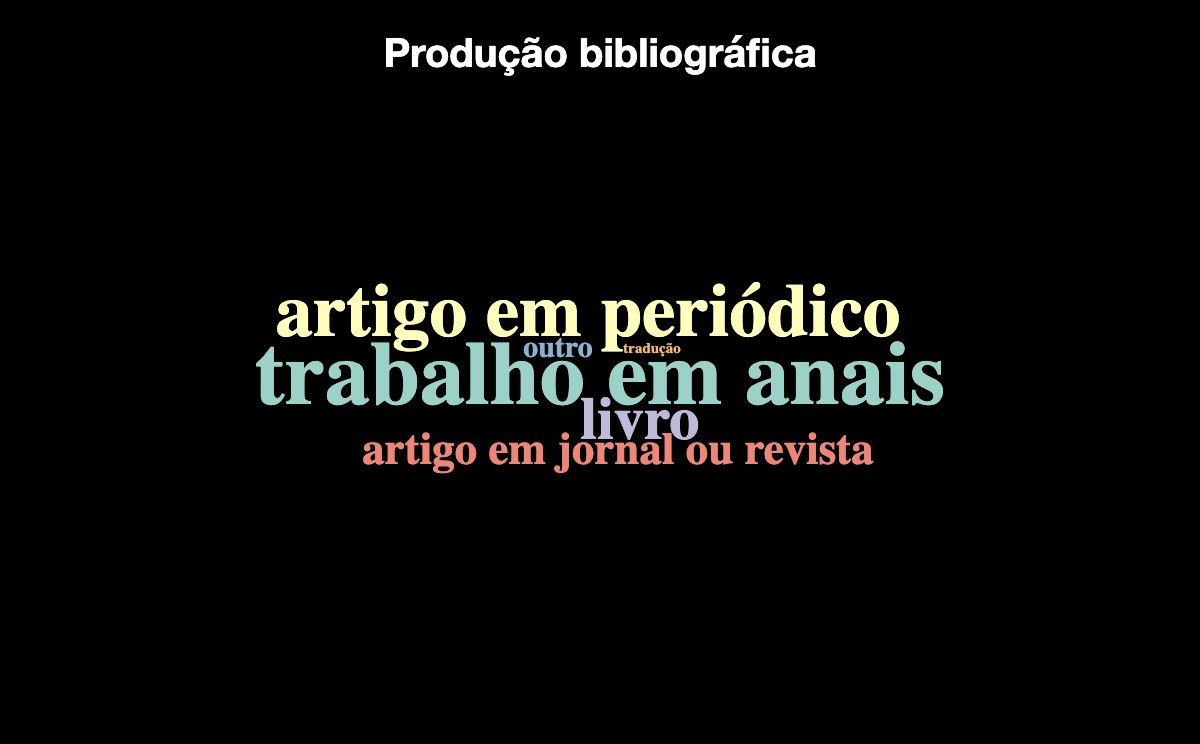 Produção bibliográfica
artigo em periódico
outro tradução
trabalho em anais
livro
artigo em jornal ou revista